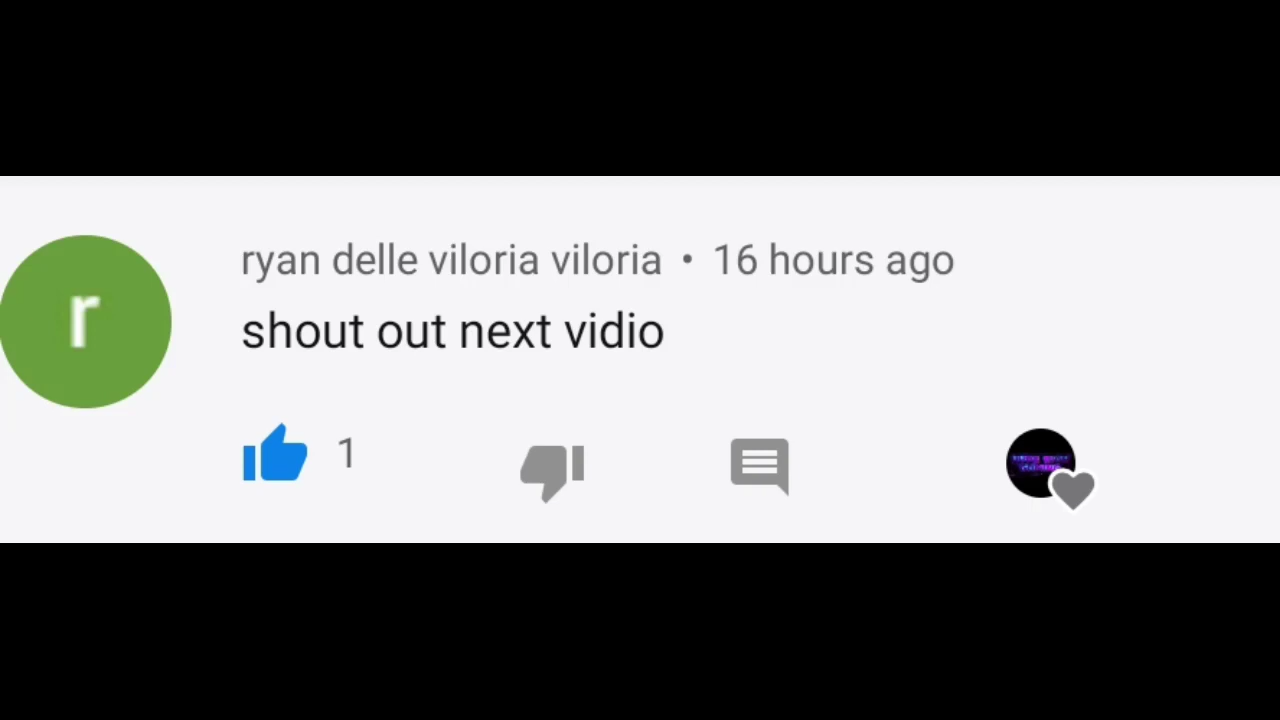 r
ryan delle viloria viloria • 16 hours ago
shout out next vidio
1